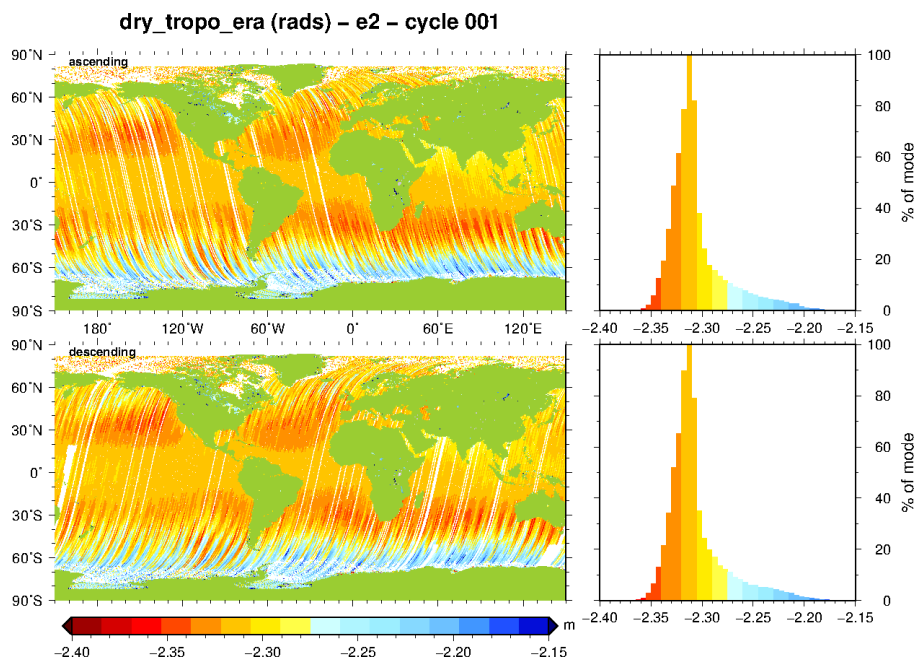 dry_tropo_era (rads) − e2 − cycle 001
ascending
90˚N
60˚N
30˚N
0˚
30˚S
60˚S
90˚S
180˚ 120˚W 60˚W 0˚ 60˚E 120˚E
100
80
60
40
20
0
% of mode
−2.40 −2.35 −2.30 −2.25 −2.20 −2.15
descending
90˚N
60˚N
30˚N
0˚
30˚S
60˚S
90˚S
100
80
60
40
20
0
% of mode
−2.40 −2.35 −2.30 −2.25 −2.20 −2.15
m
−2.40 −2.35 −2.30 −2.25 −2.20 −2.15